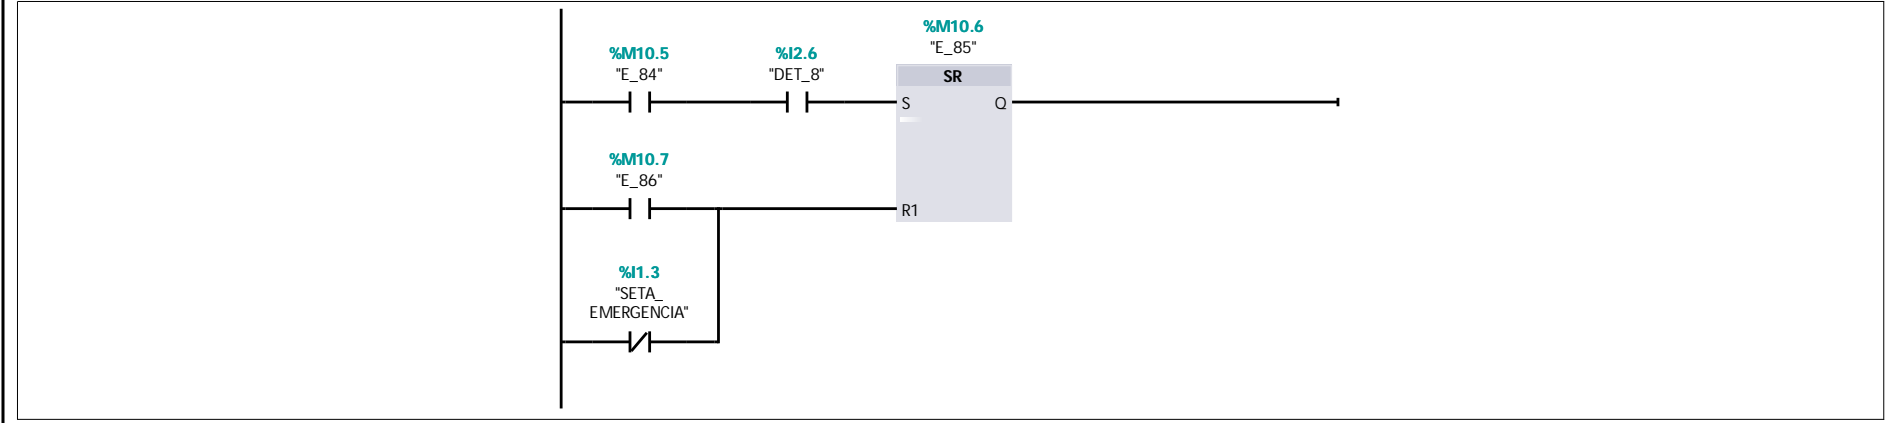 %M10.6
"E_85"
%M10.5
"E_84"
%I2.6
"DET_8"
SR
S
Q
%M10.7
"E_86"
R1
%I1.3
"SETA_
EMERGENCIA"